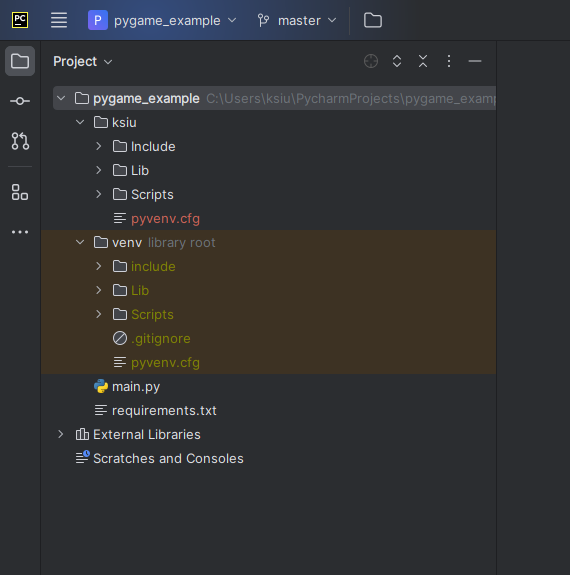 PC P pygame_example master
Project
pygame_example C:\Users\ksiu\PycharmProjects\pygame_examp
ksiu
Include
Lib
Scripts
pyvenv.cfg
venv library root
include
Lib
Scripts
.gitignore
pyvenv.cfg
main.py
requirements.txt
External Libraries
Scratches and Consoles